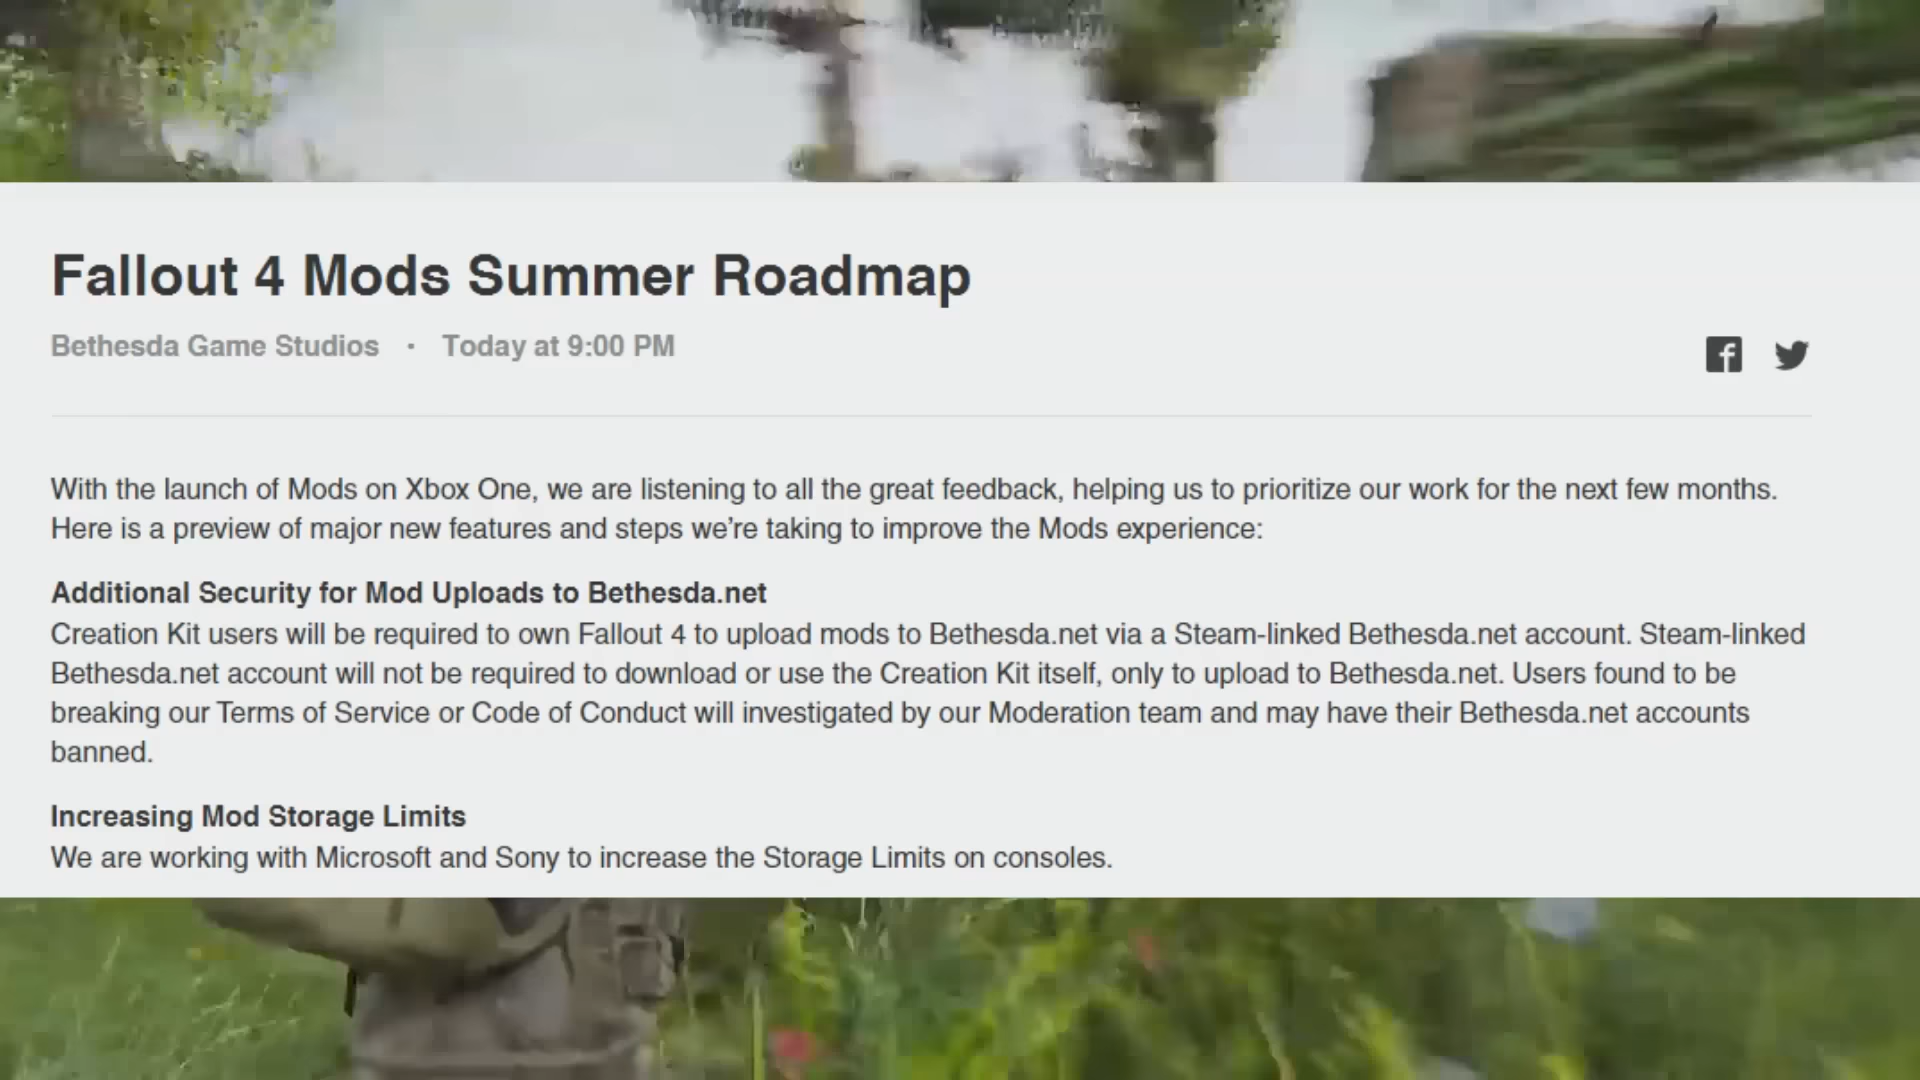 Fallout 4 Mods Summer Roadmap
Bethesda Game Studios · Today at 9:00 PM
With the launch of Mods on Xbox One, we are listening to all the great feedback, helping us to prioritize our work for the next few months.
Here is a preview of major new features and steps we’re taking to improve the Mods experience:
Additional Security for Mod Uploads to Bethesda.net
Creation Kit users will be required to own Fallout 4 to upload mods to Bethesda.net via a Steam-linked Bethesda.net account. Steam-linked
Bethesda.net account will not be required to download or use the Creation Kit itself, only to upload to Bethesda.net. Users found to be
breaking our Terms of Service or Code of Conduct will investigated by our Moderation team and may have their Bethesda.net accounts
banned.
Increasing Mod Storage Limits
We are working with Microsoft and Sony to increase the Storage Limits on consoles.